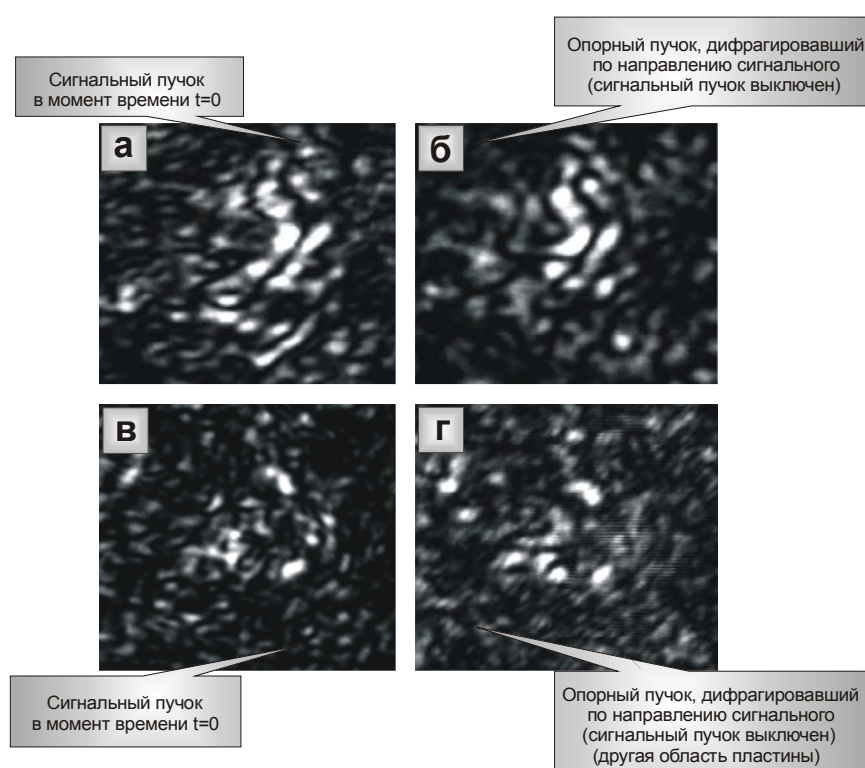 Сигнальный пучок
в момент времени t=0
Опорный пучок, дифрагировавший
по направлению сигнального
(сигнальный пучок выключен)
а
б
в
г
Сигнальный пучок
в момент времени t=0
Опорный пучок, дифрагировавший
по направлению сигнального
(сигнальный пучок выключен)
(другая область пластины)